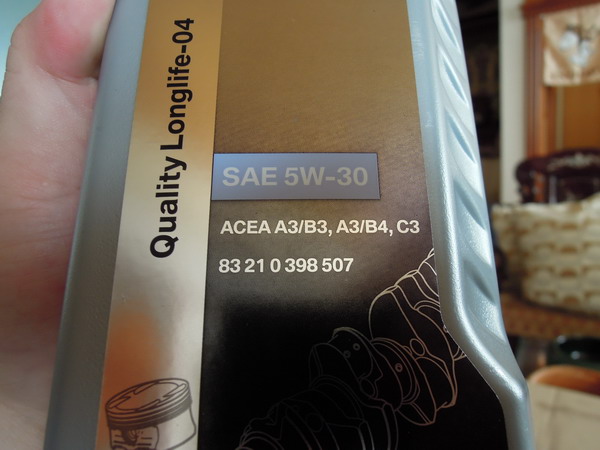 Quality Longlife-04
SAE 5W-30
ACEA A3/B3, A3/B4, C3
83 21 0 398 507